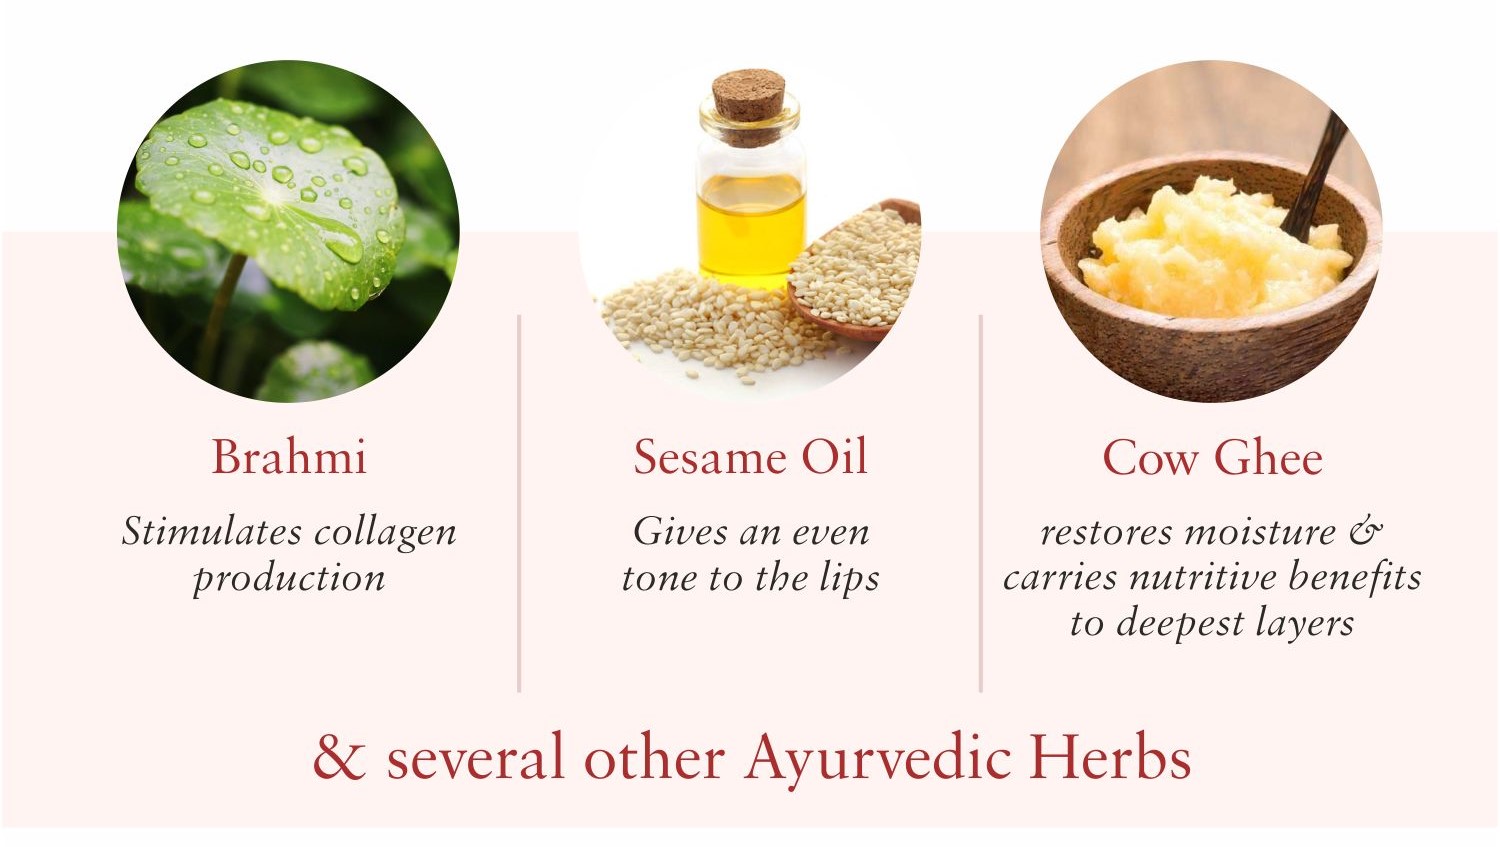 Brahmi
Stimulates collagen
production
Sesame Oil
Gives an even
tone to the lips
Cow Ghee
restores moisture &
carries nutritive benefits
to deepest layers
& several other Ayurvedic Herbs